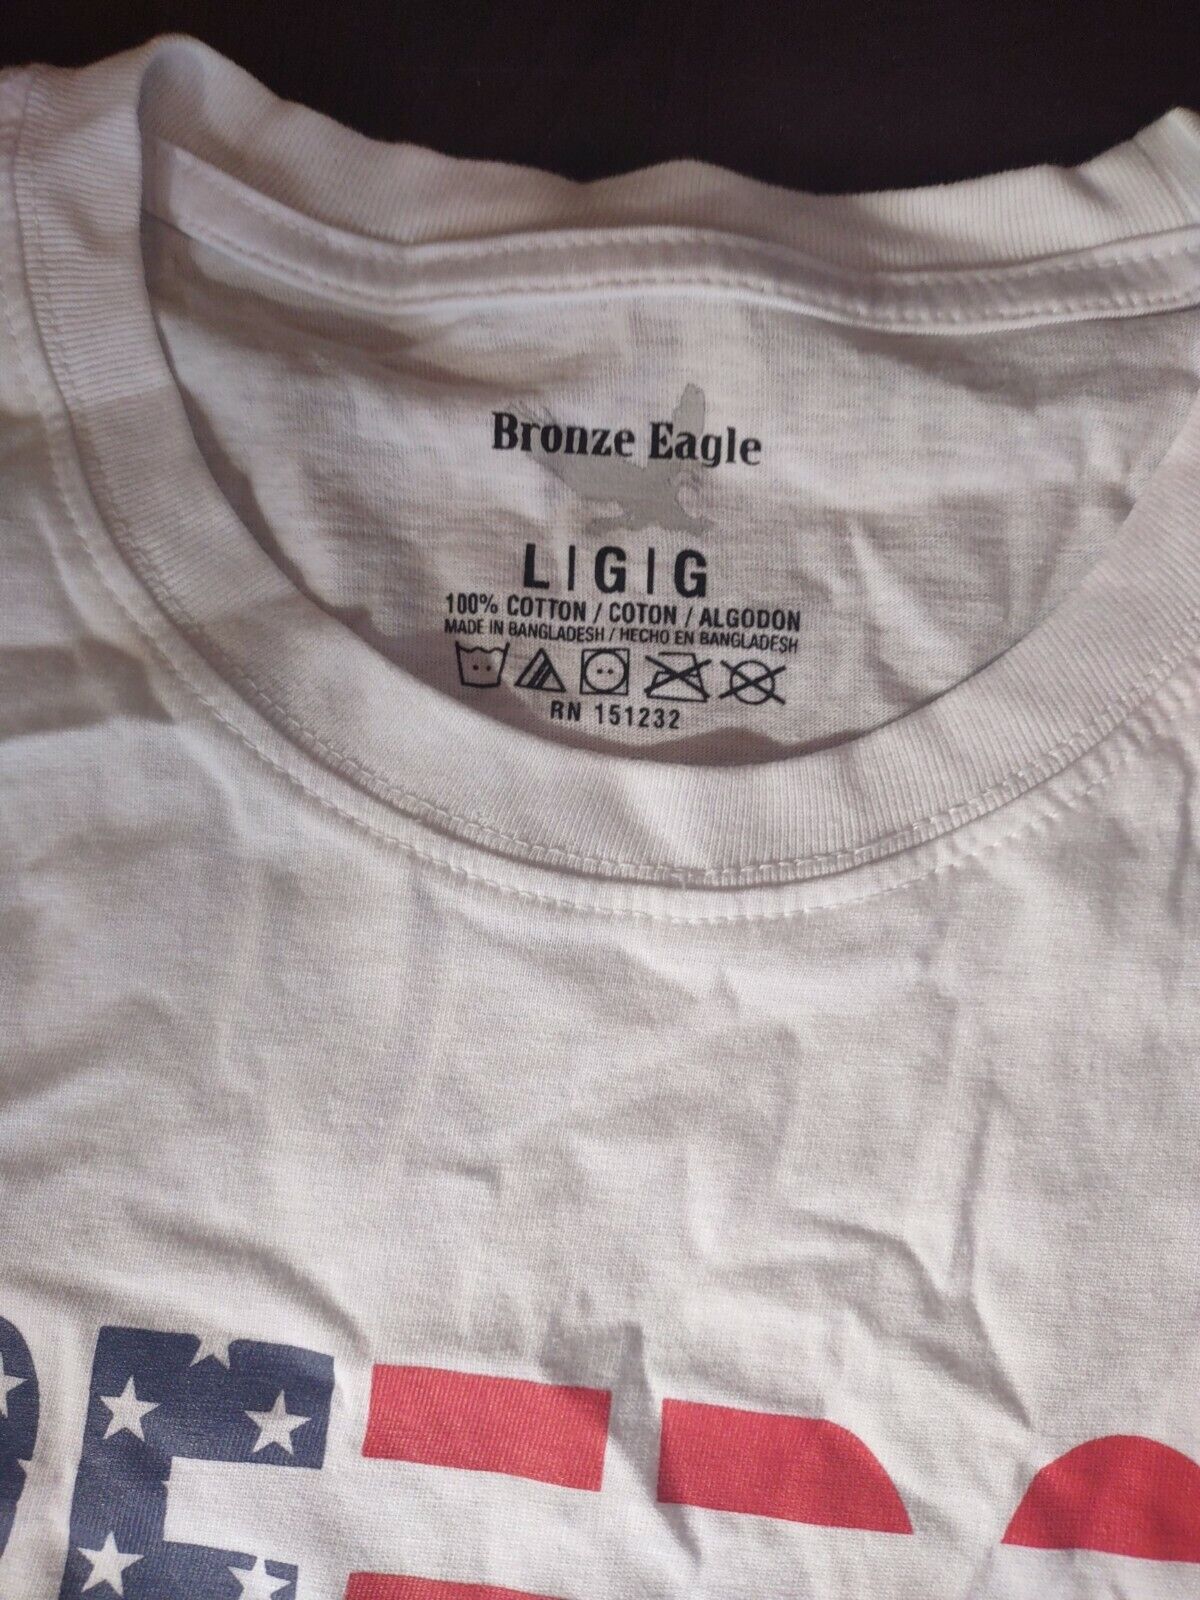 Bronze Eagle
L | G | G
100% COTTON / COTON / ALGODON
MADE IN BANGLADESH / HECHO EN BANGLADESH
RN 151232